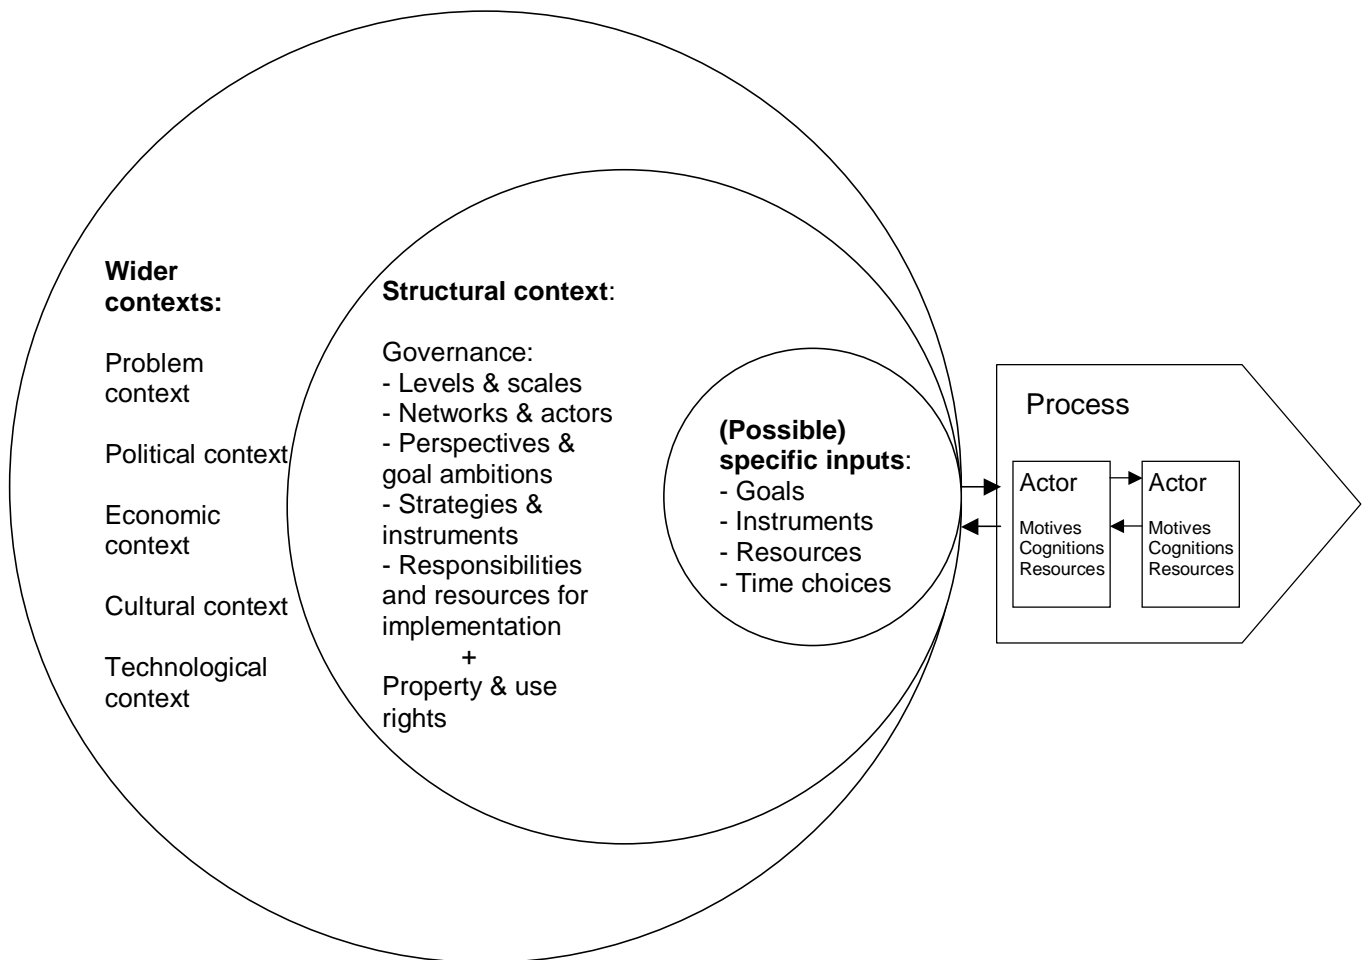 Wider
contexts:
Problem
context
Political context
Economic
context
Cultural context
Technological
context
Structural context:
Governance:
- Levels & scales
- Networks & actors
- Perspectives &
goal ambitions
- Strategies &
instruments
- Responsibilities
and resources for
implementation
+
Property & use
rights
(Possible)
specific inputs:
- Goals
- Instruments
- Resources
- Time choices
Process
Actor
Motives
Cognitions
Resources
Actor
Motives
Cognitions
Resources